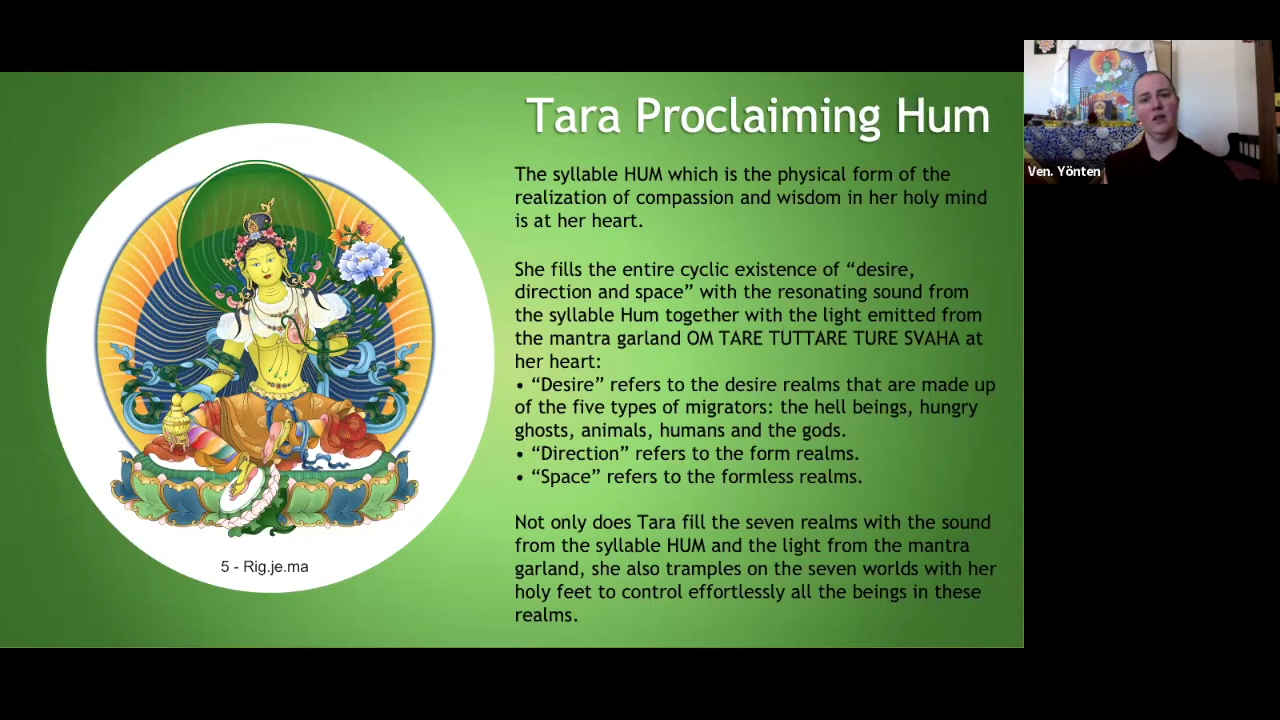 Tara Proclaiming Hum
The syllable HUM which is the physical form of the
realization of compassion and wisdom in her holy mind
is at her heart.
She fills the entire cyclic existence of “desire,
direction and space” with the resonating sound from
the syllable Hum together with the light emitted from
the mantra garland OM TARE TUTTARE TURE SVAHA at
her heart:
• “Desire” refers to the desire realms that are made up
of the five types of migrators: the hell beings, hungry
ghosts, animals, humans and the gods.
• “Direction” refers to the form realms.
• “Space” refers to the formless realms.
Not only does Tara fill the seven realms with the sound
from the syllable HUM and the light from the mantra
garland, she also tramples on the seven worlds with her
holy feet to control effortlessly all the beings in these
realms.
5 - Rig.je.ma
Ven. Yönten